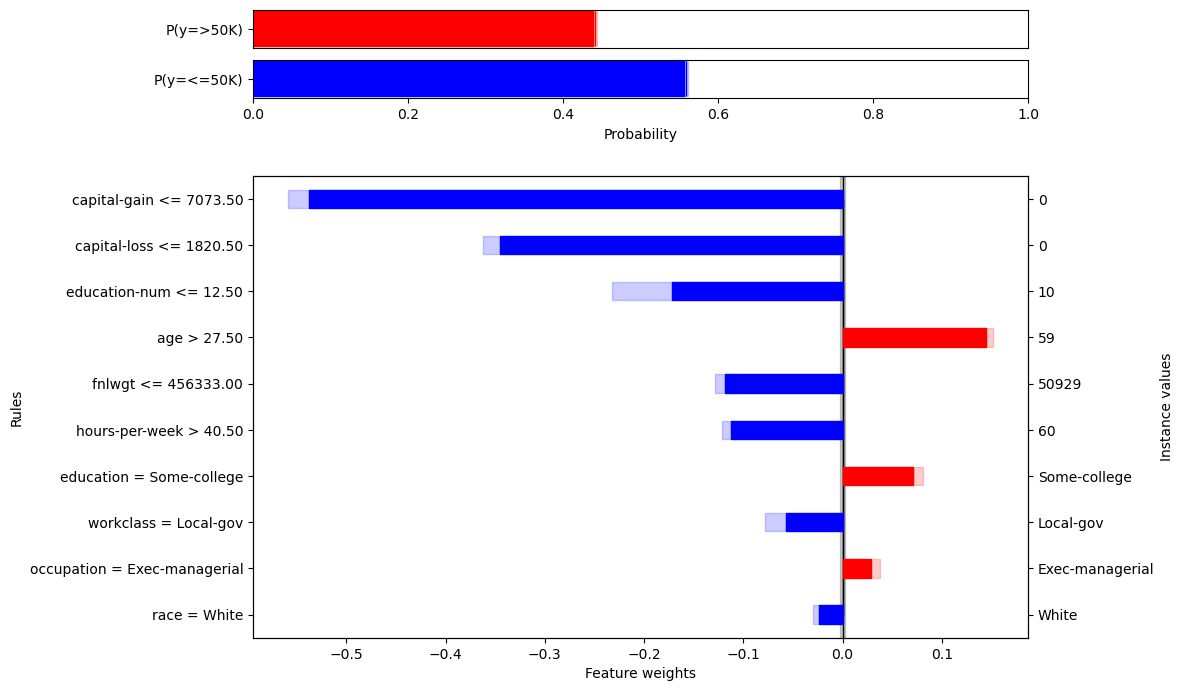 P(y=>50K)
P(y=<=50K)
0.0 0.2 0.4 0.6 0.8 1.0
Probability
capital-gain <= 7073.50 0
capital-loss <= 1820.50 0
education-num <= 12.50 10
age > 27.50 59
fnlwgt <= 456333.00 50929
hours-per-week > 40.50 60
education = Some-college Some-college
workclass = Local-gov Local-gov
occupation = Exec-managerial Exec-managerial
race = White White
Rules
Instance values
−0.5 −0.4 −0.3 −0.2 −0.1 0.0 0.1
Feature weights